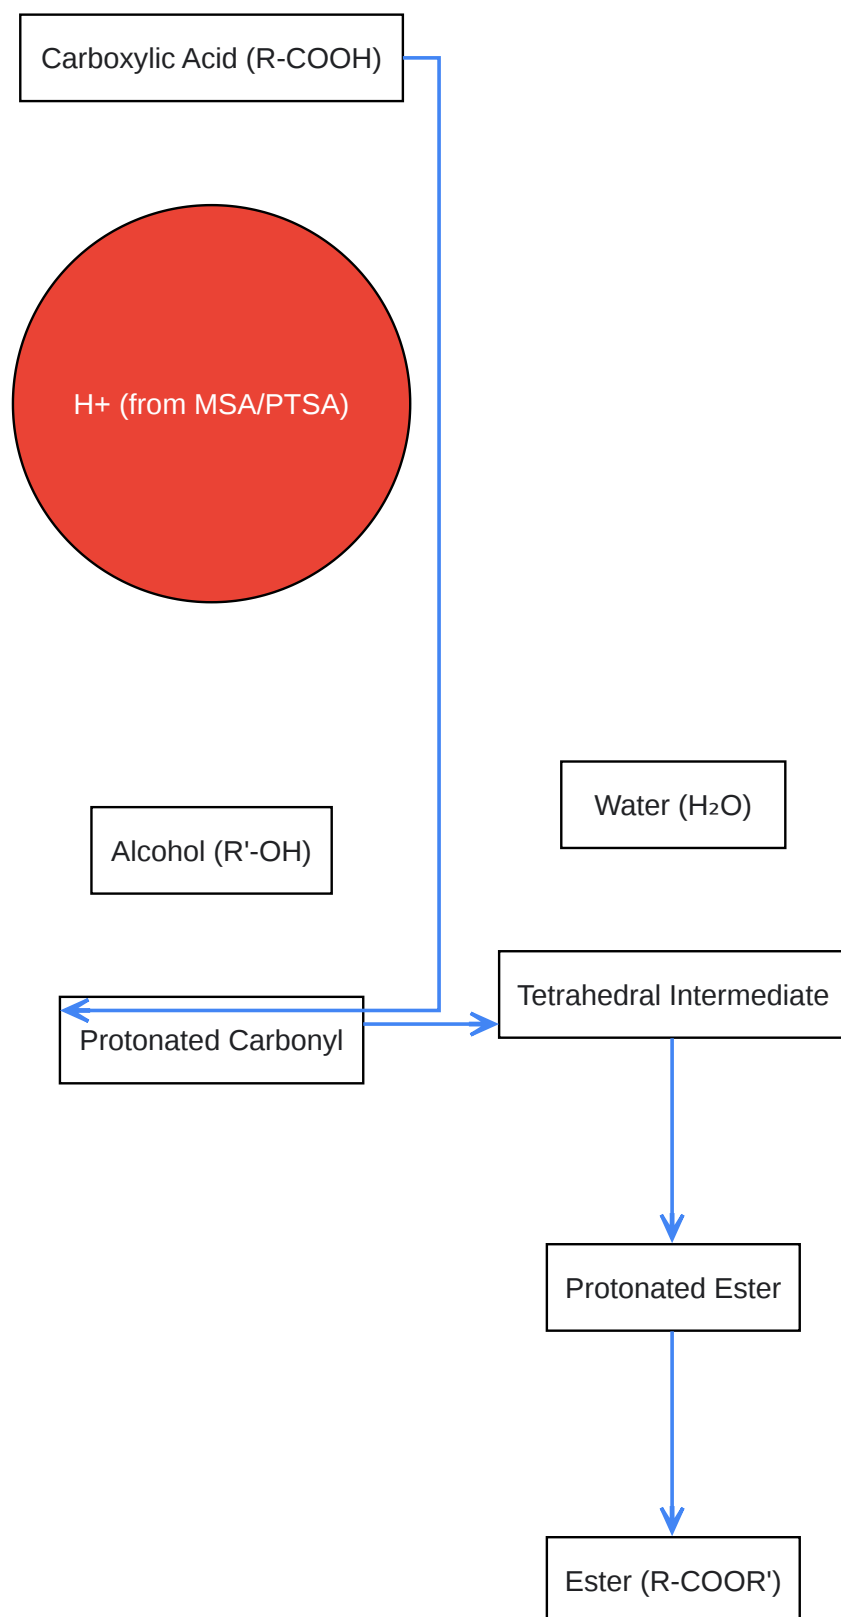 Carboxylic Acid (R-COOH)
H+ (from MSA/PTSA)
Water (H₂O)
Alcohol (R'-OH)
Tetrahedral Intermediate
Protonated Carbonyl
Protonated Ester
Ester (R-COOR')